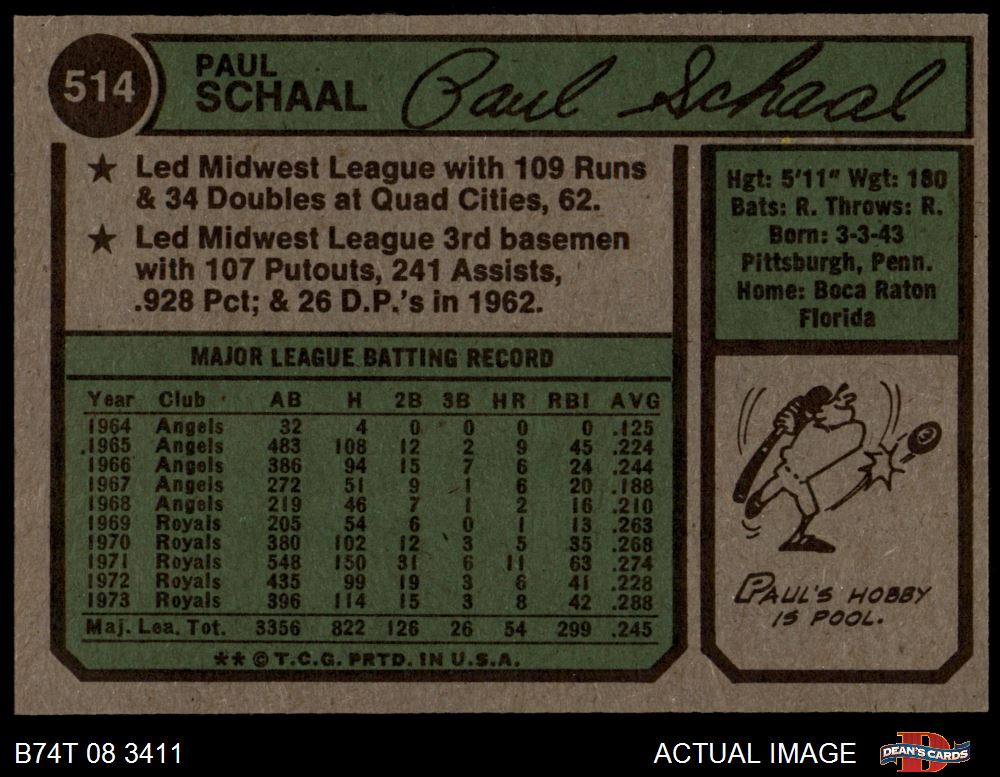 514
PAUL
SCHAAL
Paul Schaal
★ Led Midwest League with 109 Runs
& 34 Doubles at Quad Cities, 62.
★ Led Midwest League 3rd basemen
with 107 Putouts, 241 Assists,
.928 Pct; & 26 D.P.'s in 1962.
Hgt: 5'11" Wgt: 180
Bats: R. Throws: R.
Born: 3-3-43
Pittsburgh, Penn.
Home: Boca Raton
Florida
MAJOR LEAGUE BATTING RECORD
Year Club AB H 2B 3B HR RBI AVG
1964 Angels 32 4 0 0 0 0 .125
1965 Angels 483 108 12 2 9 45 .224
1966 Angels 386 94 15 7 6 24 .244
1967 Angels 272 51 9 1 6 20 .188
1968 Angels 219 46 7 1 2 16 .210
1969 Royals 205 54 6 0 1 13 .263
1970 Royals 380 102 12 3 5 35 .268
1971 Royals 548 150 31 6 11 63 .274
1972 Royals 435 99 19 3 6 41 .228
1973 Royals 396 114 15 3 8 42 .288
Maj. Lea. Tot. 3356 822 126 26 54 299 .245
** © T.C.G. PRTD. IN U.S.A.
8
PAUL'S HOBBY
IS POOL.
B74T 08 3411
ACTUAL IMAGE
D
DEAN'S CARDS